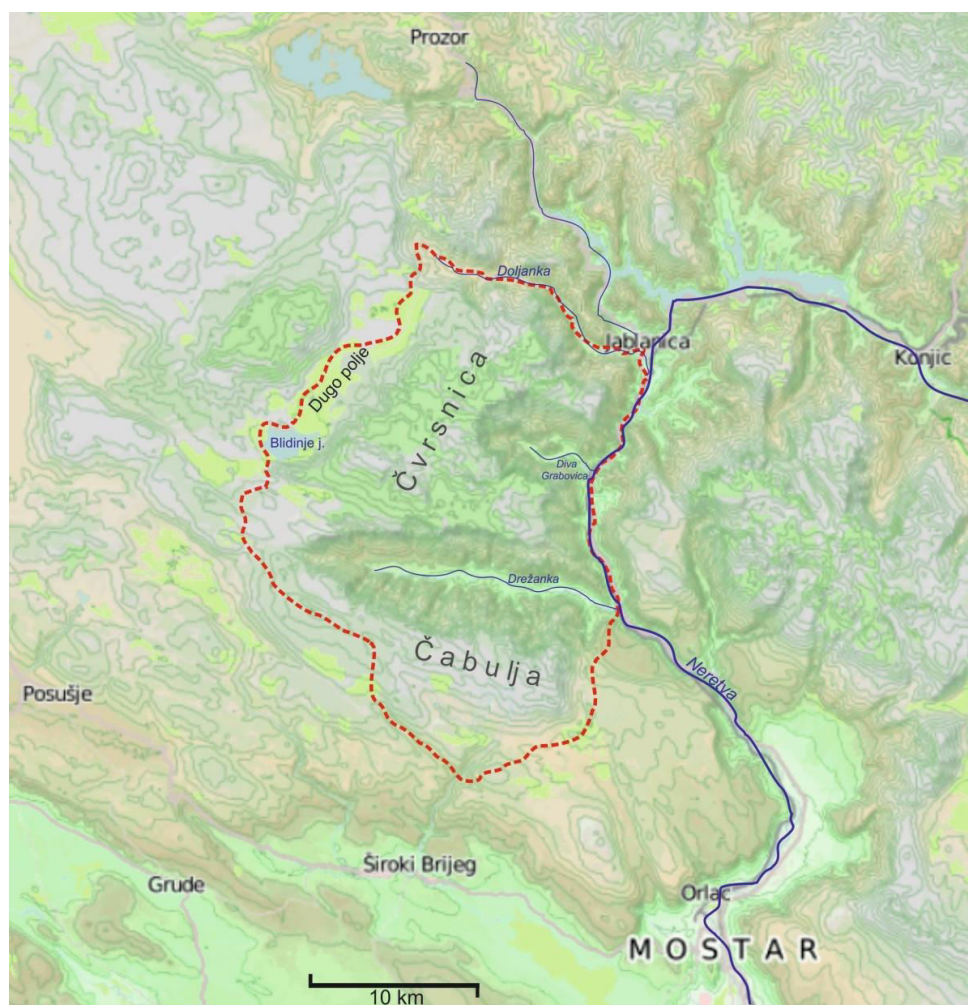 Prozor
Doljanka
Jablanica
Konjic
Dugo polje
Čvrsnica
Blidinje j.
Diva
Grabovica
Drežanka
Čabulja
Neretva
Posušje
Široki Brijeg
Grude
Orlac
MOSTAR
10 km